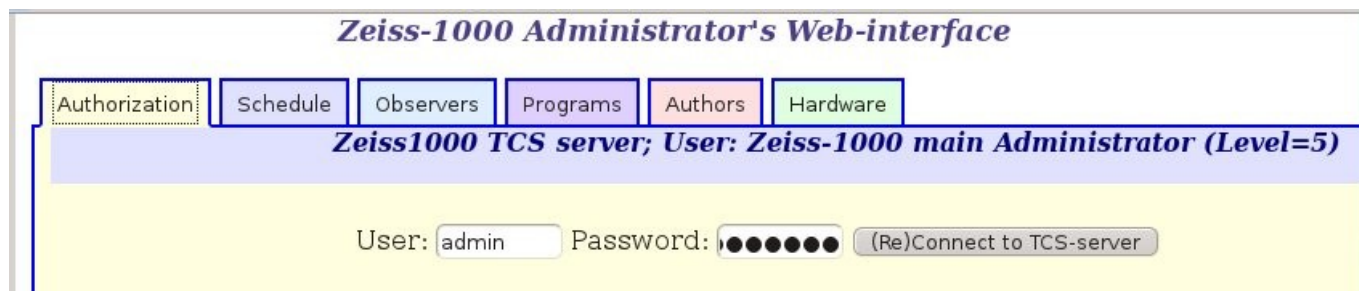 Zeiss-1000 Administrator's Web-interface
Authorization Schedule Observers Programs Authors Hardware
Zeiss1000 TCS server; User: Zeiss-1000 main Administrator (Level=5)
User: admin Password: ●●●●●●● (Re)Connect to TCS-server